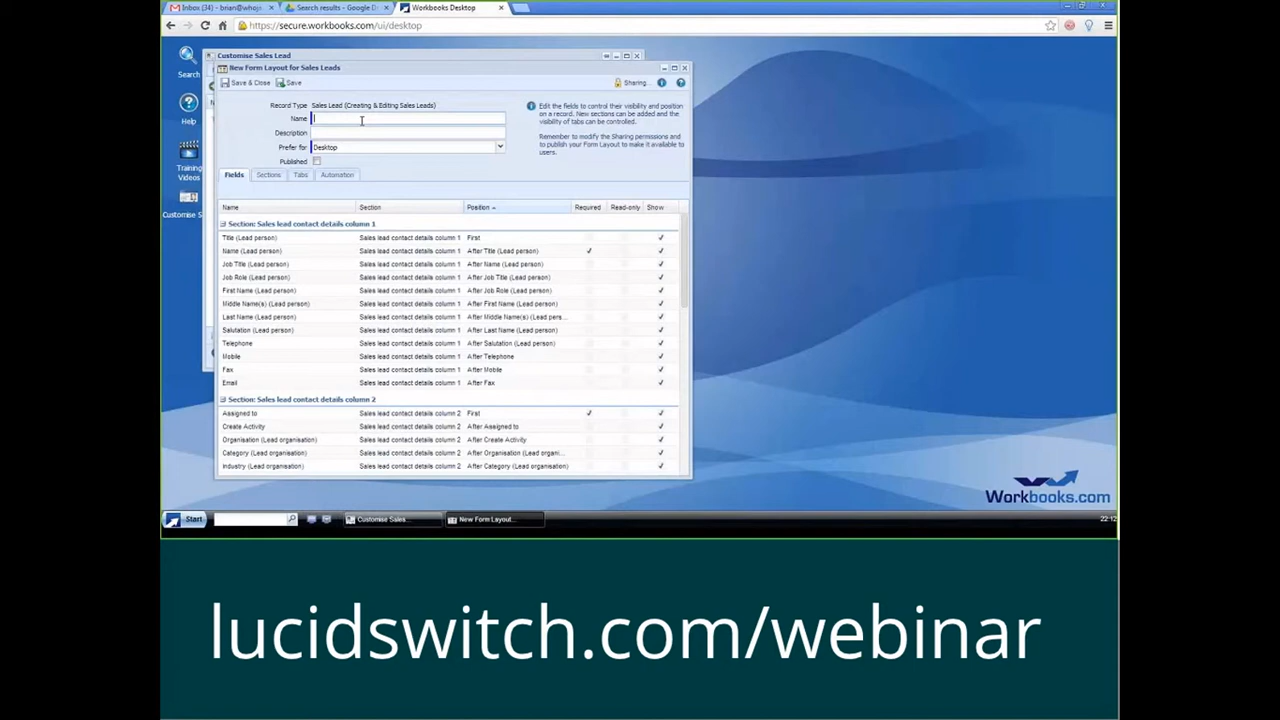 Inbox (34) - brian@whoj
Search results - Google D
Workbooks Desktop
https://secure.workbooks.com/ui/desktop
Search
Help
Training
Videos
Customise S
Customise Sales Lead
New Form Layout for Sales Leads
Save & Close
Save
Sharing...
Record Type Sales Lead (Creating & Editing Sales Leads)
Name
Description
Prefer for Desktop
Published
Edit the fields to control their visibility and position
on a record. New sections can be added and the
visibility of tabs can be controlled.
Remember to modify the Sharing permissions and
to publish your Form Layout to make it available to
users.
Fields Sections Tabs Automation
Name Section Position Required Read-only Show
Section: Sales lead contact details column 1
Title (Lead person) Sales lead contact details column 1 First
Name (Lead person) Sales lead contact details column 1 After Title (Lead person)
Job Title (Lead person) Sales lead contact details column 1 After Name (Lead person)
Job Role (Lead person) Sales lead contact details column 1 After Job Title (Lead person)
First Name (Lead person) Sales lead contact details column 1 After Job Role (Lead person)
Middle Name(s) (Lead person) Sales lead contact details column 1 After First Name (Lead person)
Last Name (Lead person) Sales lead contact details column 1 After Middle Name(s) (Lead pers...
Salutation (Lead person) Sales lead contact details column 1 After Last Name (Lead person)
Telephone Sales lead contact details column 1 After Salutation (Lead person)
Mobile Sales lead contact details column 1 After Telephone
Fax Sales lead contact details column 1 After Mobile
Email Sales lead contact details column 1 After Fax
Section: Sales lead contact details column 2
Assigned to Sales lead contact details column 2 First
Create Activity Sales lead contact details column 2 After Assigned to
Organisation (Lead organisation) Sales lead contact details column 2 After Create Activity
Category (Lead organisation) Sales lead contact details column 2 After Organisation (Lead organi...
Industry (Lead organisation) Sales lead contact details column 2 After Category (Lead organisation)
Workbooks.com
Start
Customise Sales...
New Form Layout...
22:12
lucidswitch.com/webinar